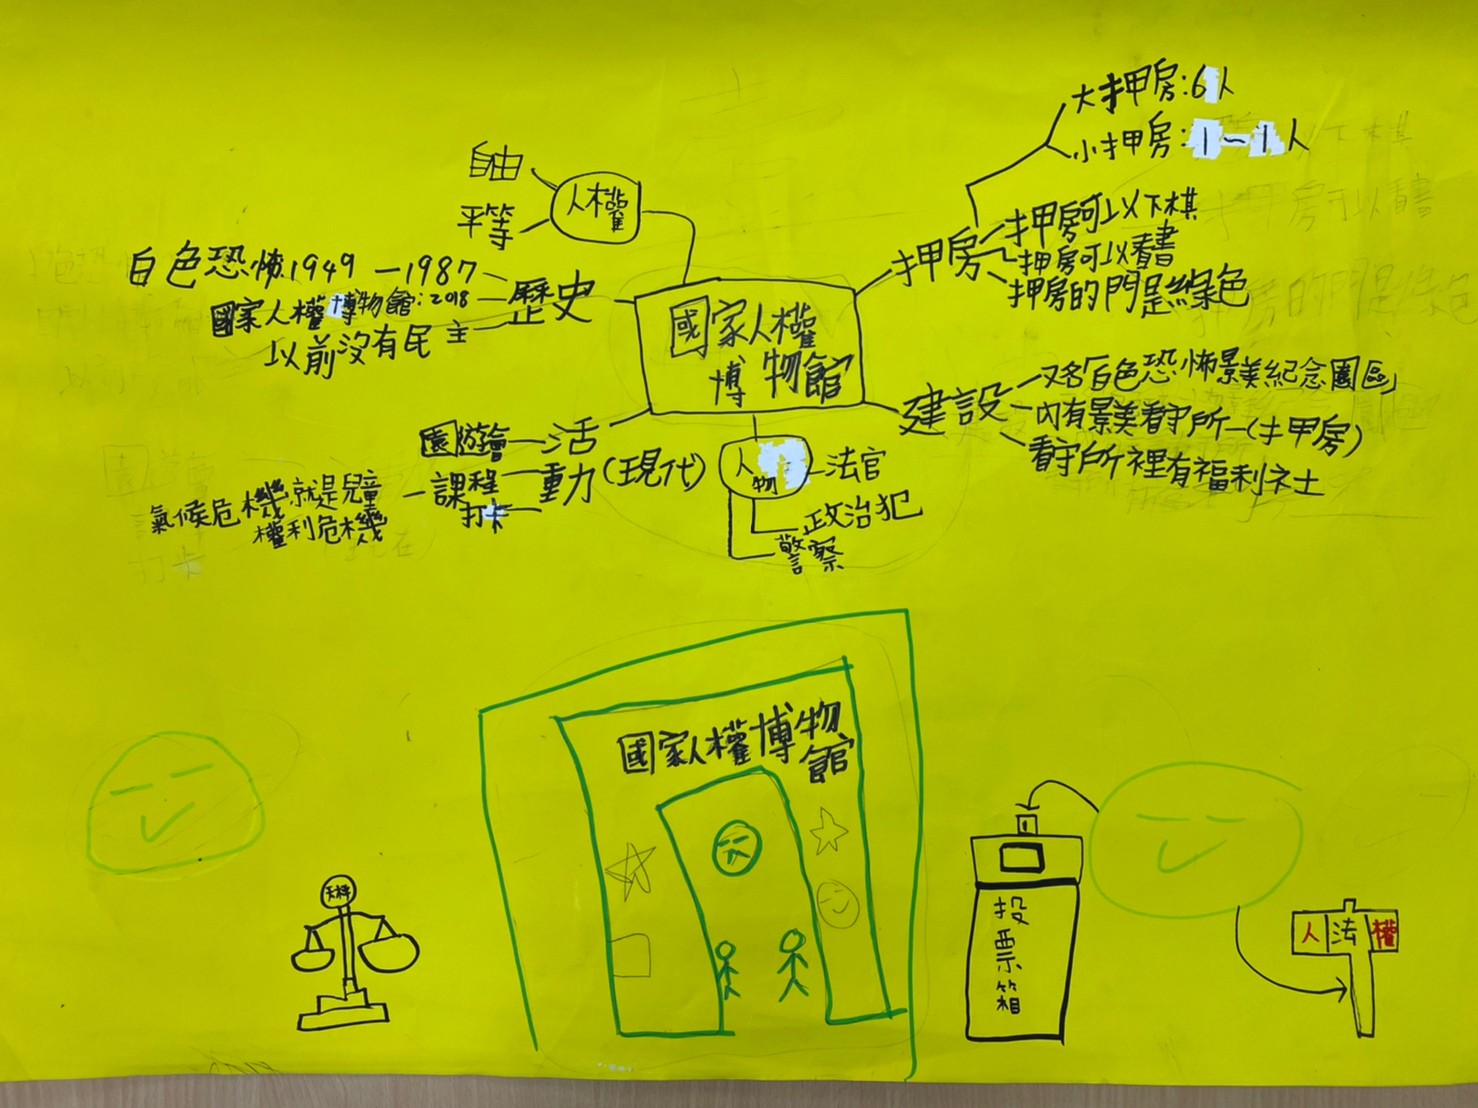 國家人權
博物館
人權
自由
平等
歷史
白色恐怖1949-1987
國家人權博物館:2018
以前沒有民主
活動(現代)
園遊會
課程
氣候危機就是兒童
權利危機
打卡
人物
法官
政治犯
警察
押房
大押房:6人
小押房:1~1人
押房可以下棋
押房可以看書
押房的門是綠色
建設
又名「白色恐怖景美紀念園區」
內有景美看守所-(押房)
看守所裡有福利社
國家人權博物
館
天秤
投票箱
人法權